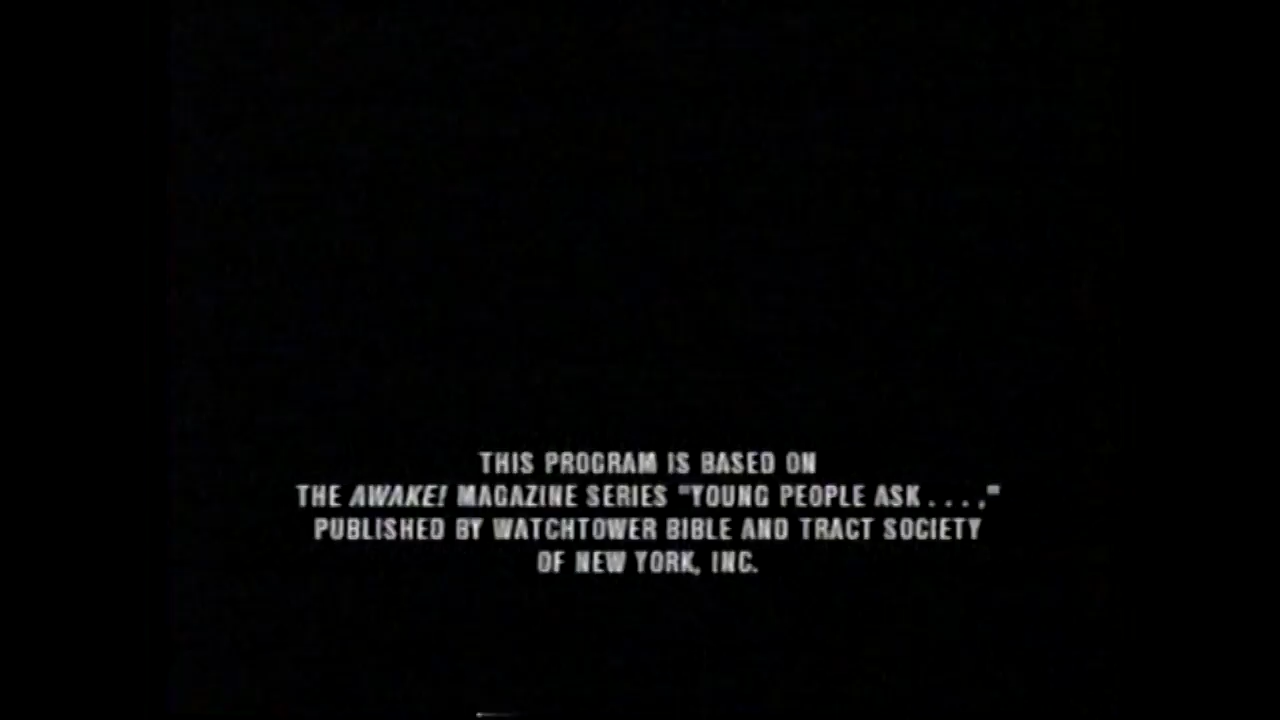 THIS PROGRAM IS BASED ON
THE AWAKE! MAGAZINE SERIES "YOUNG PEOPLE ASK . . . ,"
PUBLISHED BY WATCHTOWER BIBLE AND TRACT SOCIETY
OF NEW YORK, INC.